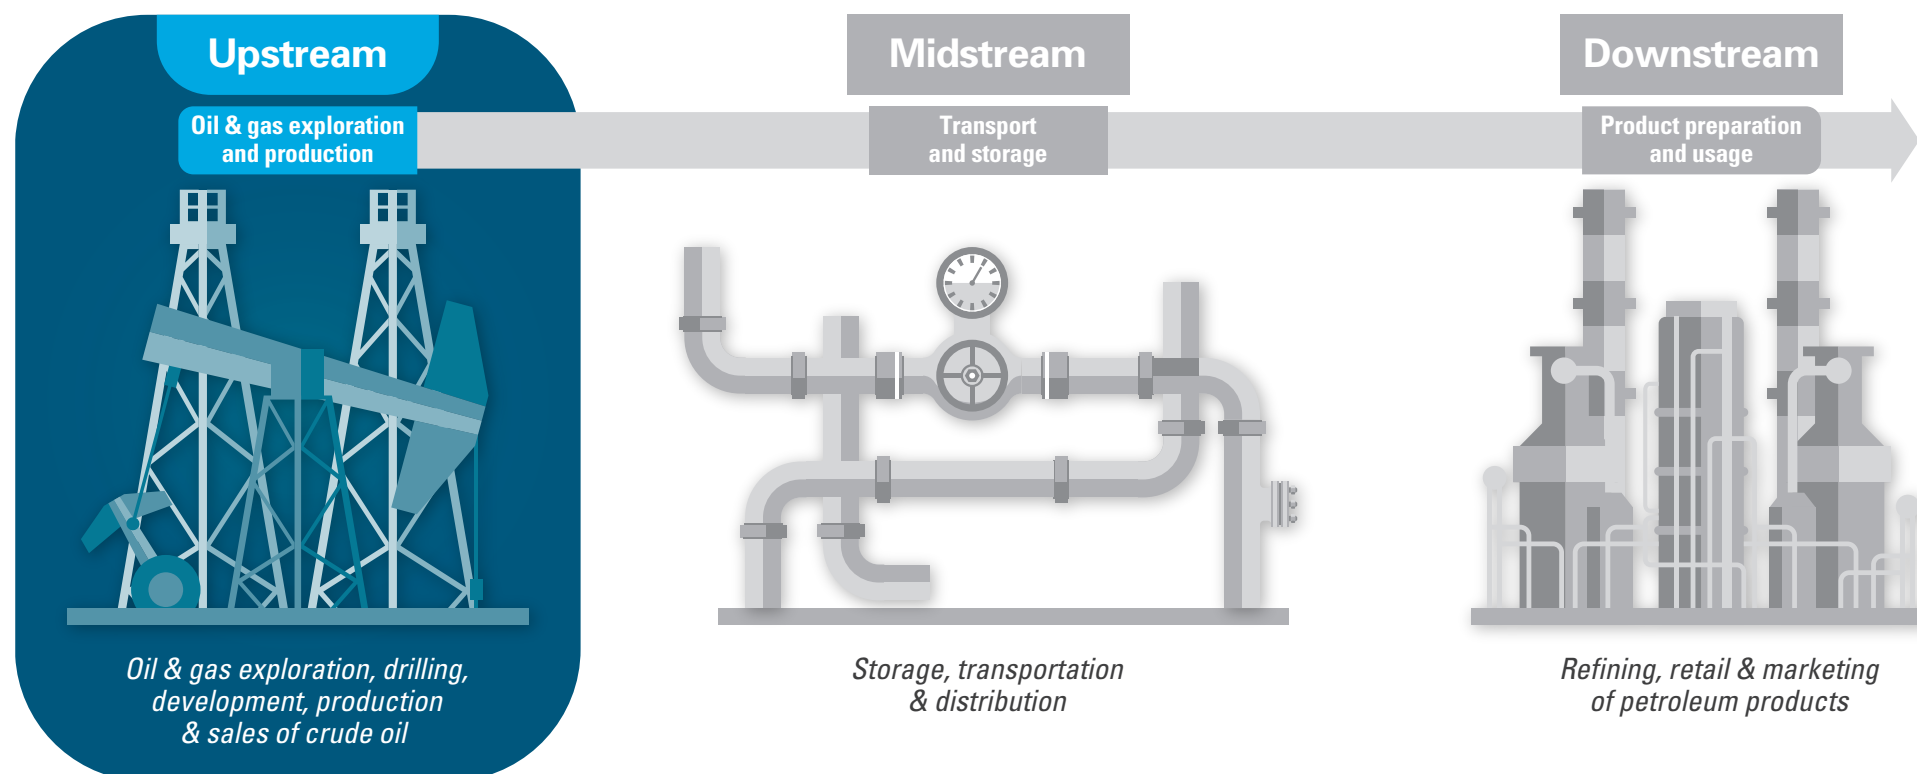 Upstream
Oil & gas exploration
and production
Oil & gas exploration, drilling,
development, production
& sales of crude oil
Midstream
Transport
and storage
Storage, transportation
& distribution
Downstream
Product preparation
and usage
Refining, retail & marketing
of petroleum products